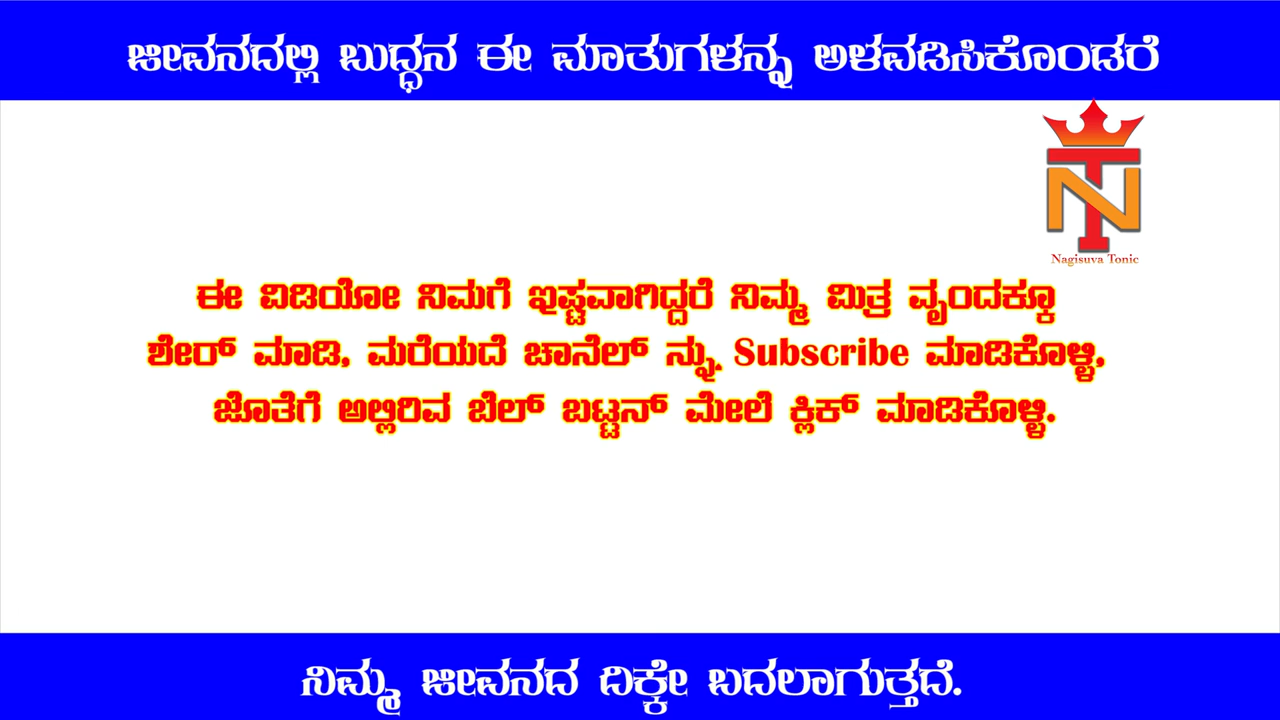 ಜೀವನದಲ್ಲಿ ಬುದ್ಧನ ಈ ಮಾತುಗಳನ್ನು ಅಳವಡಿಸಿಕೊಂಡರೆ
NT
Nagisuva Tonic
ಈ ವಿಡಿಯೋ ನಿಮಗೆ ಇಷ್ಟವಾಗಿದ್ದರೆ ನಿಮ್ಮ ಮಿತ್ರ ವೃಂದಕ್ಕೂ
ಶೇರ್ ಮಾಡಿ, ಮರೆಯದೆ ಚಾನೆಲ್ Subscribe ಮಾಡಿಕೊಳ್ಳಿ,
ಜೊತೆಗೆ ಅಲ್ಲಿರಿವ ಬೆಲ್ ಬಟ್ಟನ್ ಮೇಲೆ ಕ್ಲಿಕ್ ಮಾಡಿಕೊಳ್ಳಿ.
ನಿಮ್ಮ ಜೀವನದ ದಿಕ್ಕೇ ಬದಲಾಗುತ್ತದೆ.